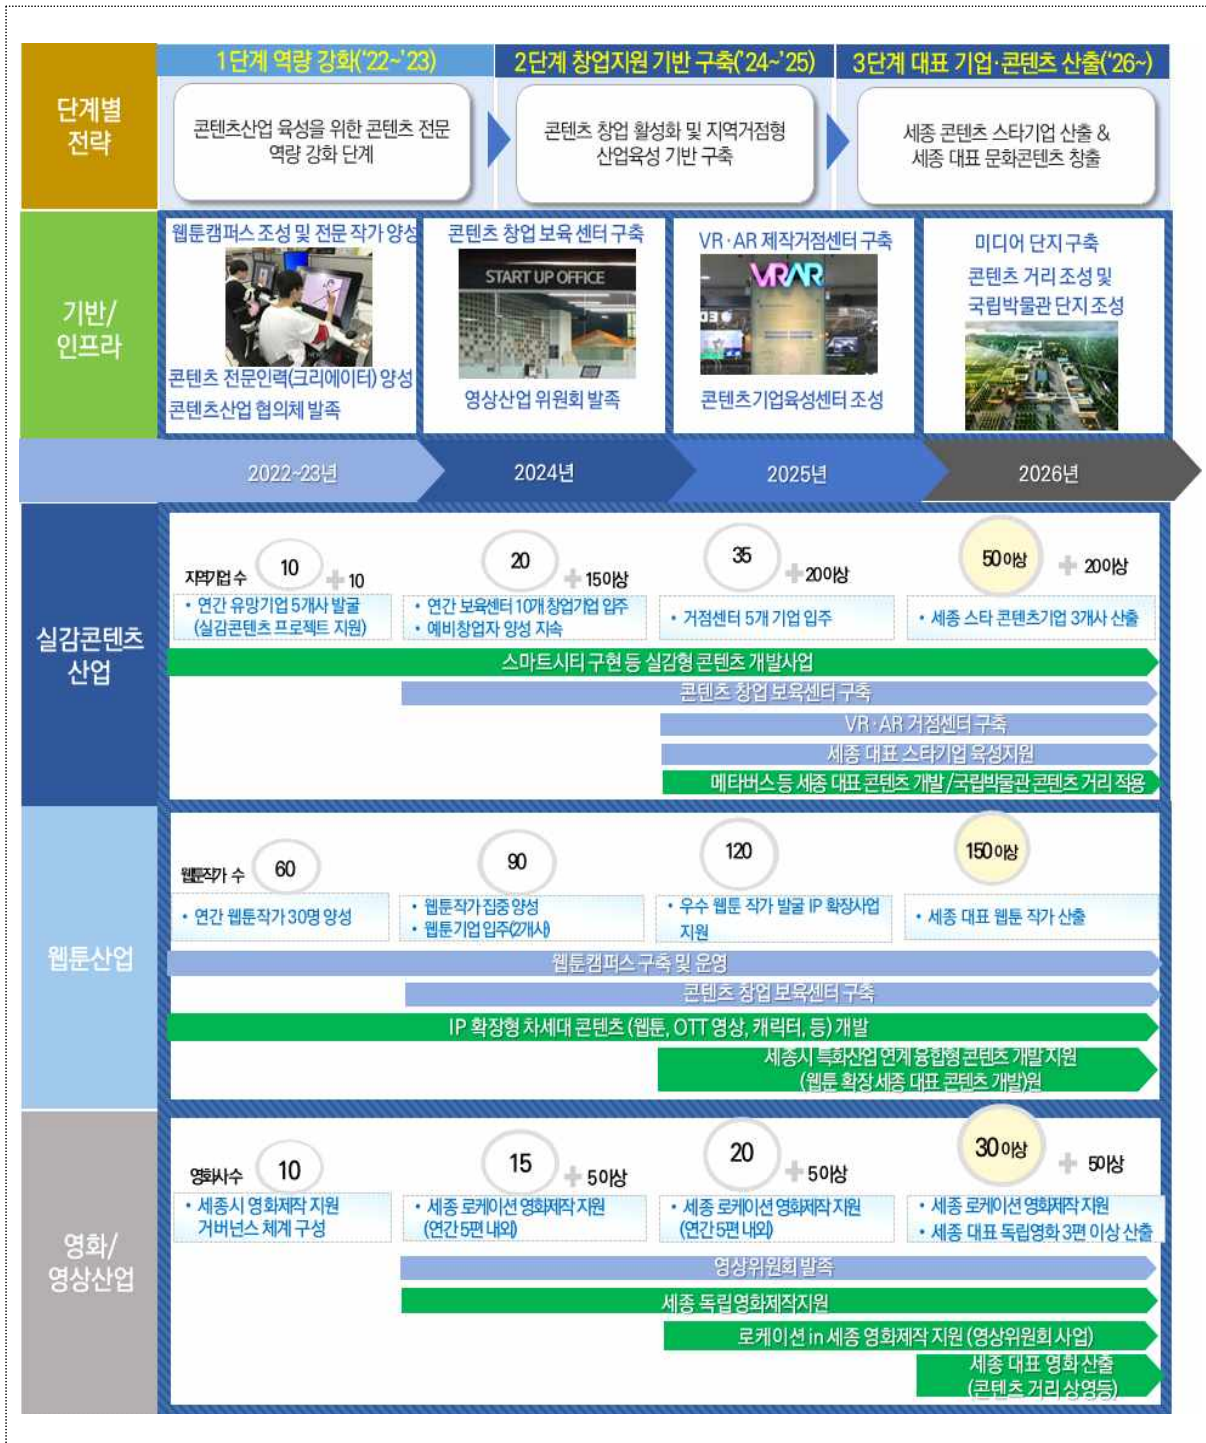 단계별
전략
1단계 역량 강화('22~'23)
2단계 창업지원 기반 구축('24~'25)
3단계 대표 기업·콘텐츠 산출('26~)
콘텐츠산업 육성을 위한 콘텐츠 전문
역량 강화 단계
콘텐츠 창업 활성화 및 지역거점형
산업육성 기반 구축
세종 콘텐츠 스타기업 산출 &
세종 대표 문화콘텐츠 창출
기반/
인프라
웹툰캠퍼스 조성 및 전문 작가 양성
콘텐츠 전문인력(크리에이터) 양성
콘텐츠산업 협의체 발족
콘텐츠 창업 보육 센터 구축
START UP OFFICE
영상산업 위원회 발족
VR·AR 제작거점센터 구축
VRAR
콘텐츠기업육성센터 조성
미디어 단지 구축
콘텐츠 거리 조성 및
국립박물관 단지 조성
2022~23년
2024년
2025년
2026년
실감콘텐츠
산업
지역기업 수
10
+ 10
20
+ 15이상
35
+ 20이상
50이상
+ 20이상
• 연간 유망기업 5개사 발굴
(실감콘텐츠 프로젝트 지원)
• 연간 보육센터 10개 창업기업 입주
• 예비창업자 양성 지속
• 거점센터 5개 기업 입주
• 세종 스타 콘텐츠기업 3개사 산출
스마트시티 구현 등 실감형 콘텐츠 개발사업
콘텐츠 창업 보육센터 구축
VR·AR 거점센터 구축
세종 대표 스타기업 육성지원
메타버스 등 세종 대표 콘텐츠 개발 /국립박물관 콘텐츠 거리 적용
웹툰산업
웹툰작가 수
60
90
120
150이상
• 연간 웹툰작가 30명 양성
• 웹툰작가 집중 양성
• 웹툰기업 입주(2개사)
• 우수 웹툰 작가 발굴 IP 확장사업
지원
• 세종 대표 웹툰 작가 산출
웹툰캠퍼스 구축 및 운영
콘텐츠 창업 보육센터 구축
IP 확장형 차세대 콘텐츠 (웹툰, OTT 영상, 캐릭터, 등) 개발
세종시 특화산업 연계 융합형 콘텐츠 개발 지원
(웹툰 확장 세종 대표 콘텐츠 개발)원
영화/
영상산업
영화사수
10
15
+ 5이상
20
+ 5이상
30이상
+ 5이상
• 세종시 영화제작 지원
거버넌스 체계 구성
• 세종 로케이션 영화제작 지원
(연간 5편 내외)
• 세종 로케이션 영화제작 지원
(연간 5편 내외)
• 세종 로케이션 영화제작 지원
• 세종 대표 독립영화 3편 이상 산출
영상위원회 발족
세종 독립영화제작지원
로케이션 in 세종 영화제작 지원 (영상위원회 사업)
세종 대표 영화 산출
(콘텐츠 거리 상영등)